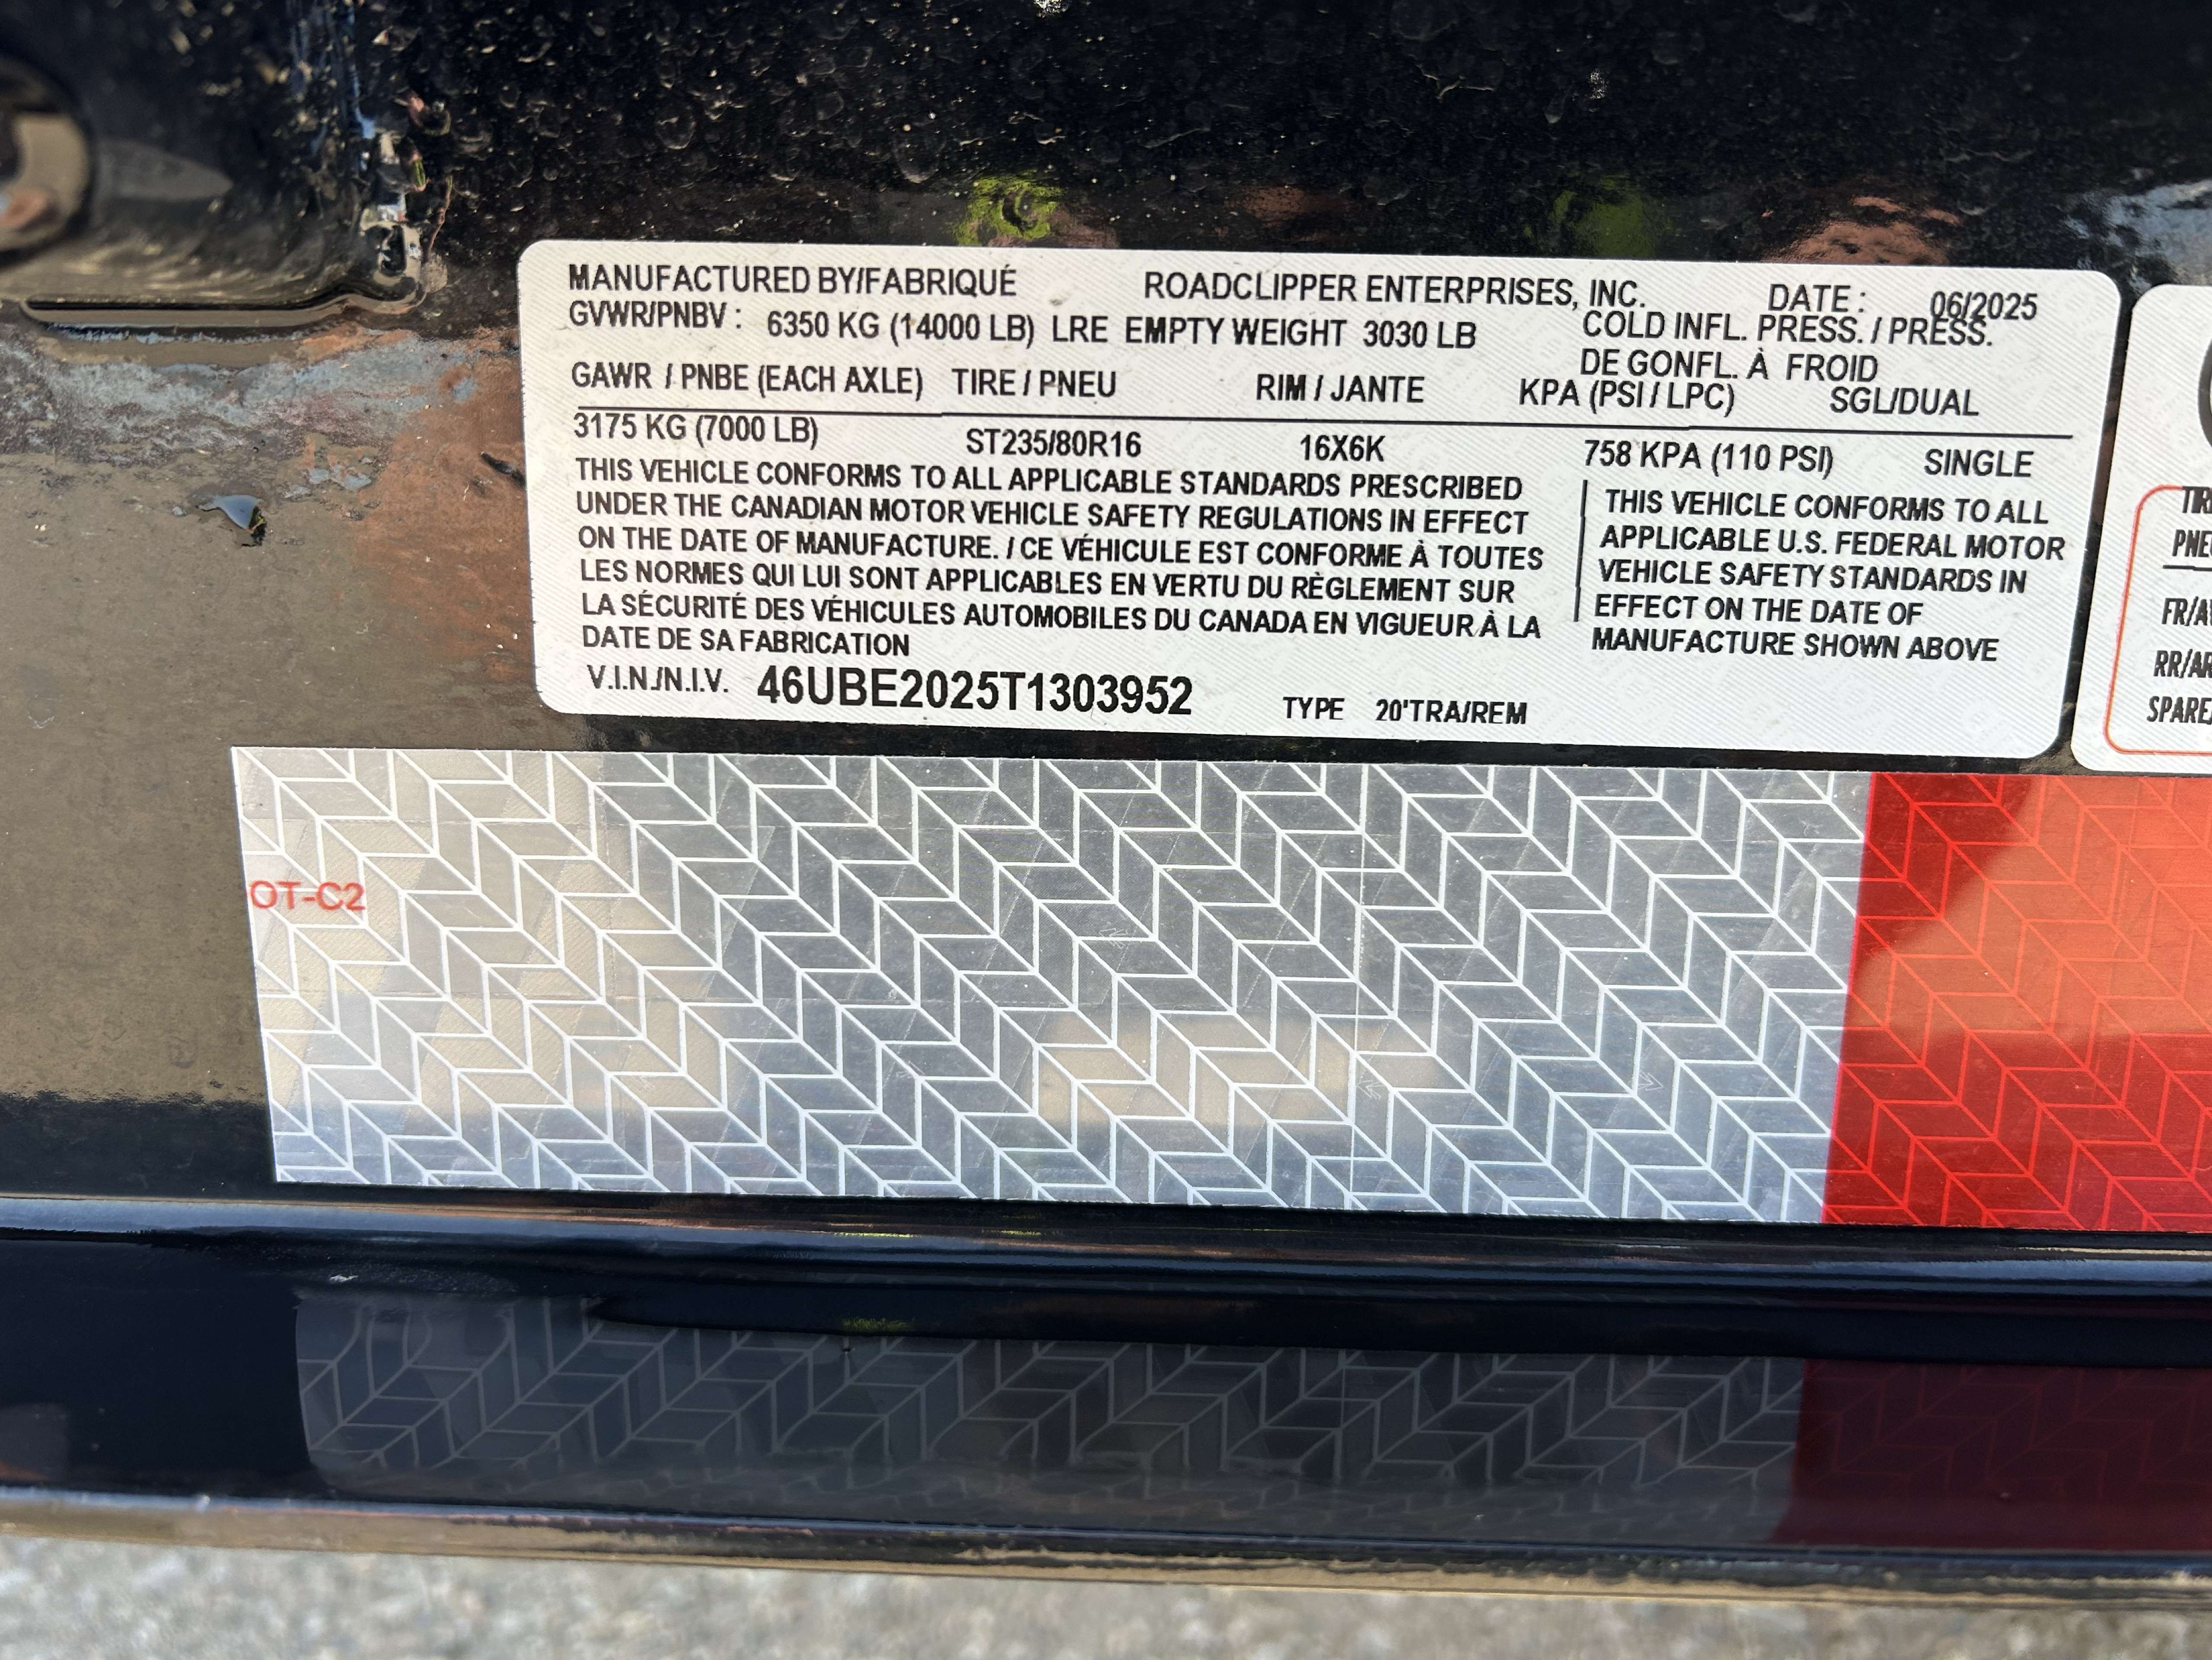 MANUFACTURED BY/FABRIQUÉ ROADCLIPPER ENTERPRISES, INC. DATE : 06/2025
GVWR/PNBV : 6350 KG (14000 LB) LRE EMPTY WEIGHT 3030 LB
COLD INFL. PRESS. / PRESS.
DE GONFL. À FROID
GAWR / PNBE (EACH AXLE) TIRE / PNEU RIM / JANTE KPA (PSI / LPC) SGL/DUAL
3175 KG (7000 LB) ST235/80R16 16X6K 758 KPA (110 PSI) SINGLE
THIS VEHICLE CONFORMS TO ALL APPLICABLE STANDARDS PRESCRIBED
UNDER THE CANADIAN MOTOR VEHICLE SAFETY REGULATIONS IN EFFECT
ON THE DATE OF MANUFACTURE. / CE VÉHICULE EST CONFORME À TOUTES
LES NORMES QUI LUI SONT APPLICABLES EN VERTU DU RÈGLEMENT SUR
LA SÉCURITÉ DES VÉHICULES AUTOMOBILES DU CANADA EN VIGUEUR À LA
DATE DE SA FABRICATION
THIS VEHICLE CONFORMS TO ALL
APPLICABLE U.S. FEDERAL MOTOR
VEHICLE SAFETY STANDARDS IN
EFFECT ON THE DATE OF
MANUFACTURE SHOWN ABOVE
V.I.N./N.I.V. 46UBE2025T1303952 TYPE 20'TRA/REM
PNE
FR/A
RR/AR
SPARE/
OT-C2